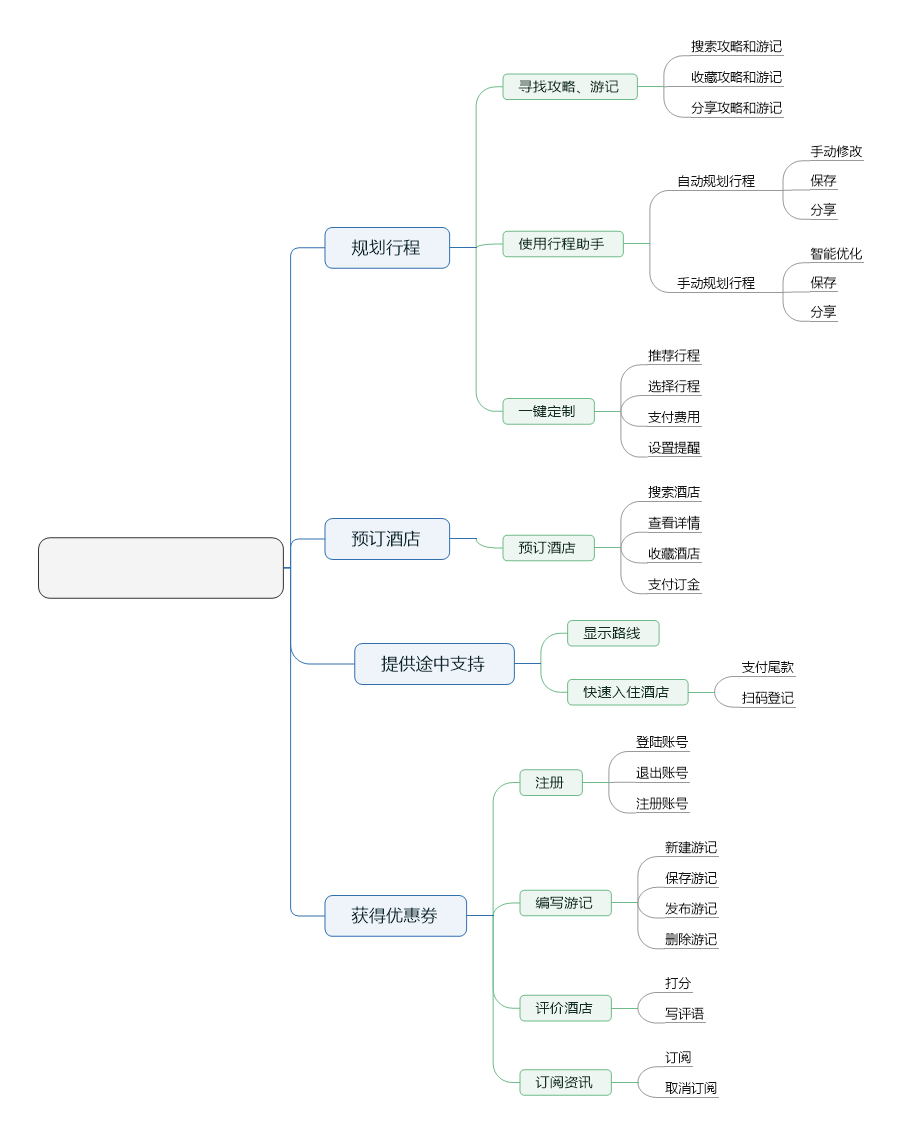 规划行程
寻找攻略、游记
搜索攻略和游记
收藏攻略和游记
分享攻略和游记
使用行程助手
自动规划行程
手动修改
保存
分享
手动规划行程
智能优化
保存
分享
一键定制
推荐行程
选择行程
支付费用
设置提醒
预订酒店
预订酒店
搜索酒店
查看详情
收藏酒店
支付订金
提供途中支持
显示路线
快速入住酒店
支付尾款
扫码登记
获得优惠券
注册
登陆账号
退出账号
注册账号
编写游记
新建游记
保存游记
发布游记
删除游记
评价酒店
打分
写评语
订阅资讯
订阅
取消订阅